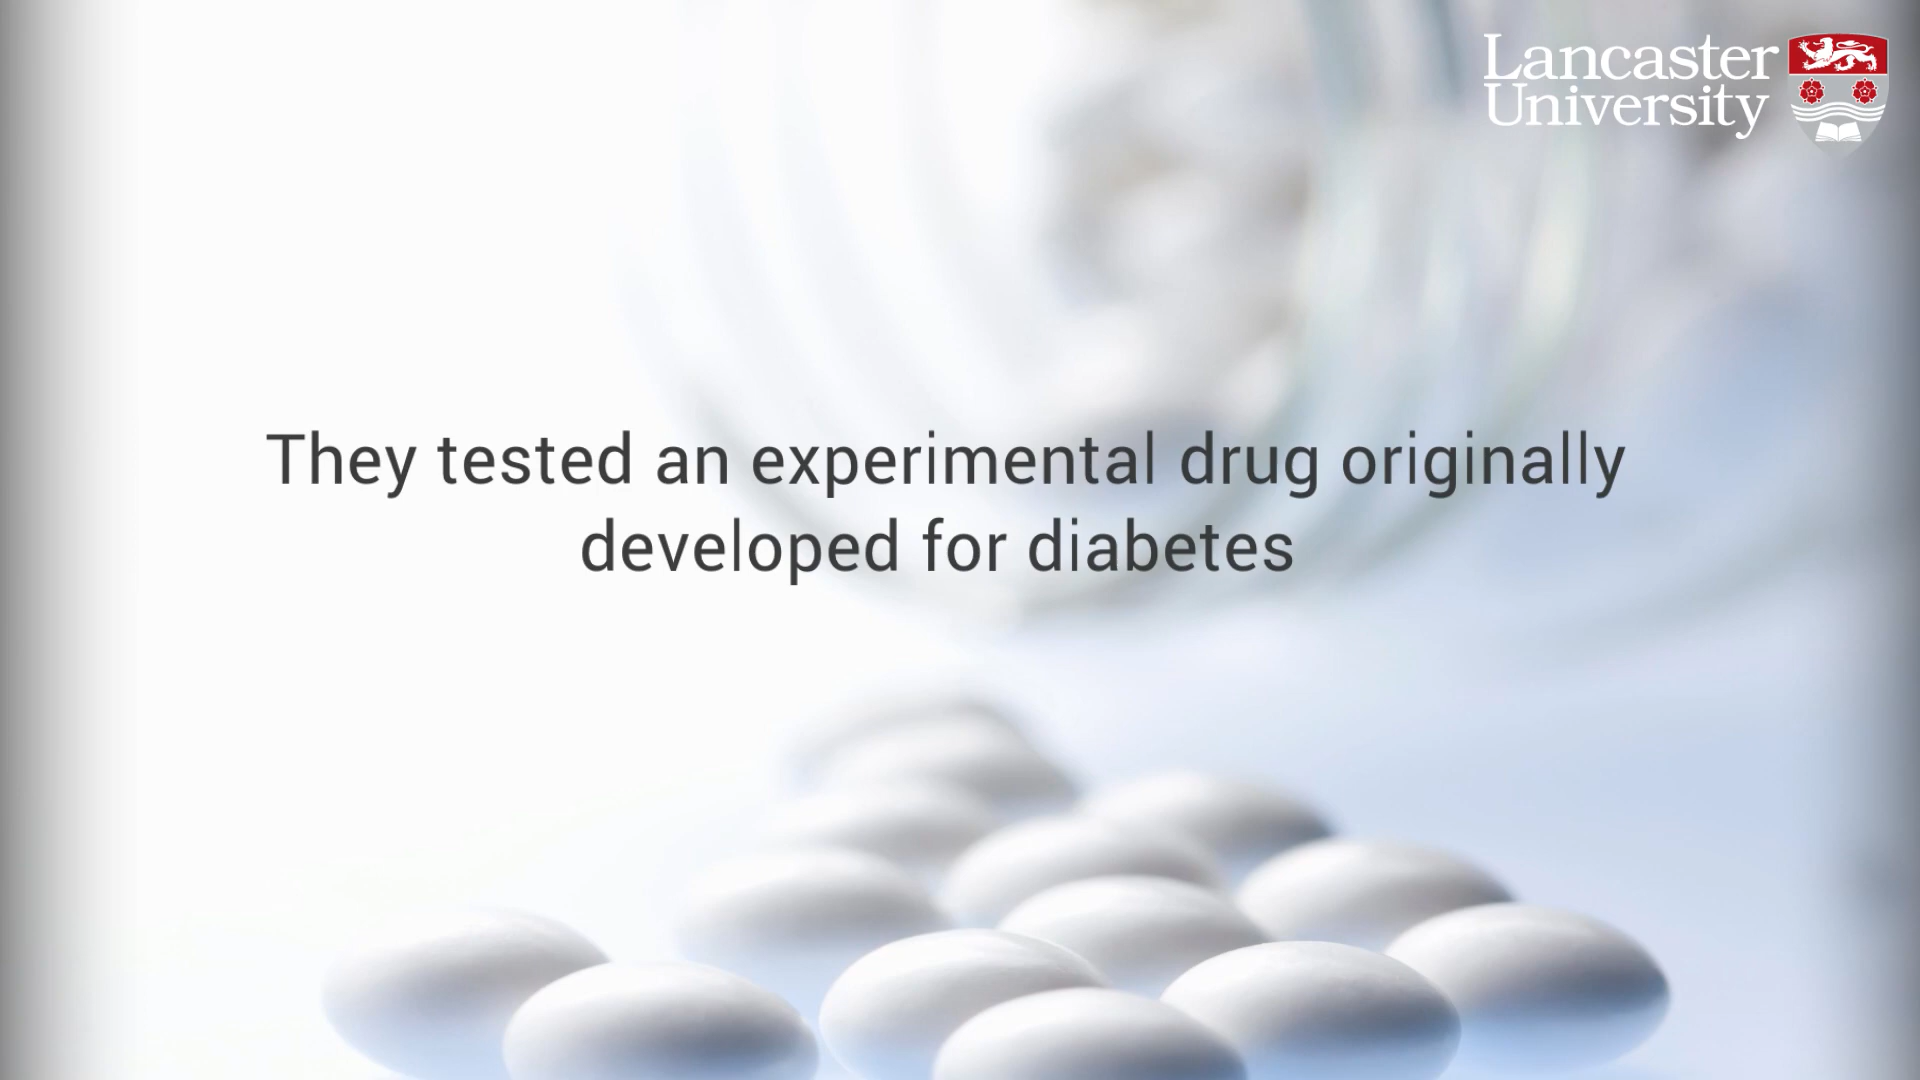 Lancaster
University
They tested an experimental drug originally
developed for diabetes